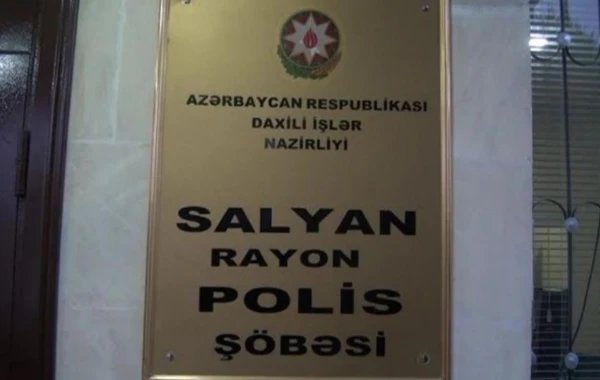 AZƏRBAYCAN RESPUBLİKASI
DAXİLİ İŞLƏR
NAZİRLİYİ
SALYAN
RAYON
POLİS
ŞÖBƏSİ